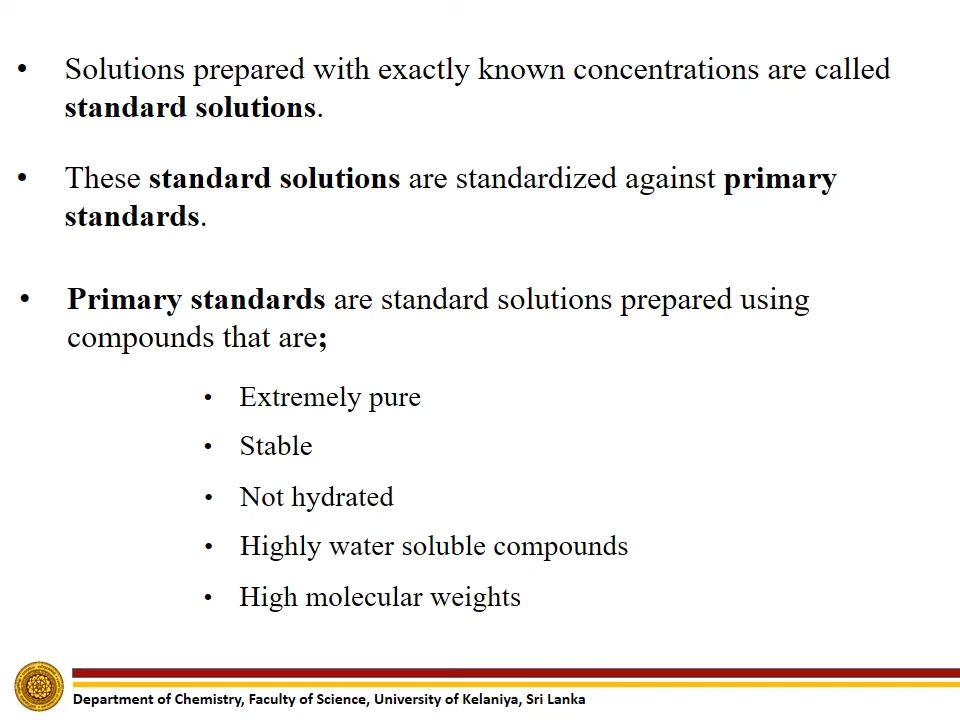 • Solutions prepared with exactly known concentrations are called
standard solutions.
• These standard solutions are standardized against primary
standards.
• Primary standards are standard solutions prepared using
compounds that are;
• Extremely pure
• Stable
• Not hydrated
• Highly water soluble compounds
• High molecular weights
Department of Chemistry, Faculty of Science, University of Kelaniya, Sri Lanka